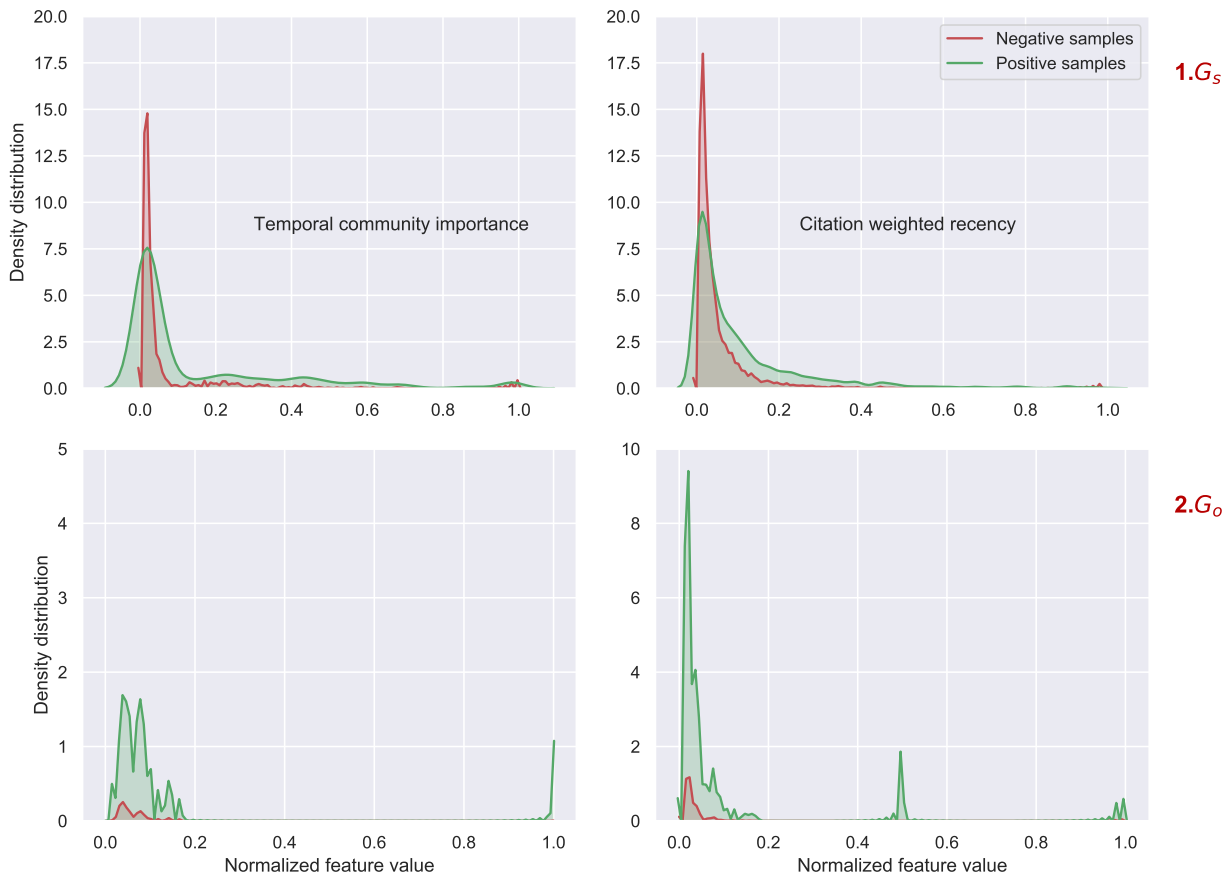 20.0
17.5
15.0
12.5
10.0
7.5
5.0
2.5
0.0
Density distribution
Temporal community importance
0.0 0.2 0.4 0.6 0.8 1.0
20.0
17.5
15.0
12.5
10.0
7.5
5.0
2.5
0.0
Negative samples
Positive samples
Citation weighted recency
0.0 0.2 0.4 0.6 0.8 1.0
1.Gs
5
4
3
2
1
0
Density distribution
0.0 0.2 0.4 0.6 0.8 1.0
Normalized feature value
10
8
6
4
2
0
0.0 0.2 0.4 0.6 0.8 1.0
Normalized feature value
2.Go